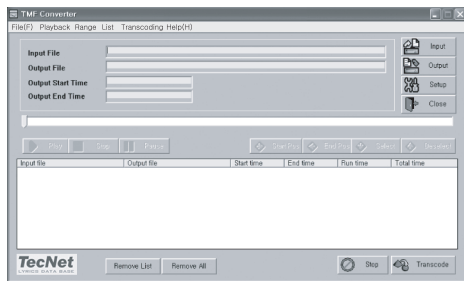 TMF Converter
File(F) Playback Range List Transcoding Help(H)
Input File
Output File
Output Start Time
Output End Time
Input
Output
Setup
Close
Play Stop Pause Start Pos End Pos Select Deselect
Input file Output file Start time End time Run time Total time
TecNet
LYRICS DATA BASE
Remove List Remove All Stop Transcode